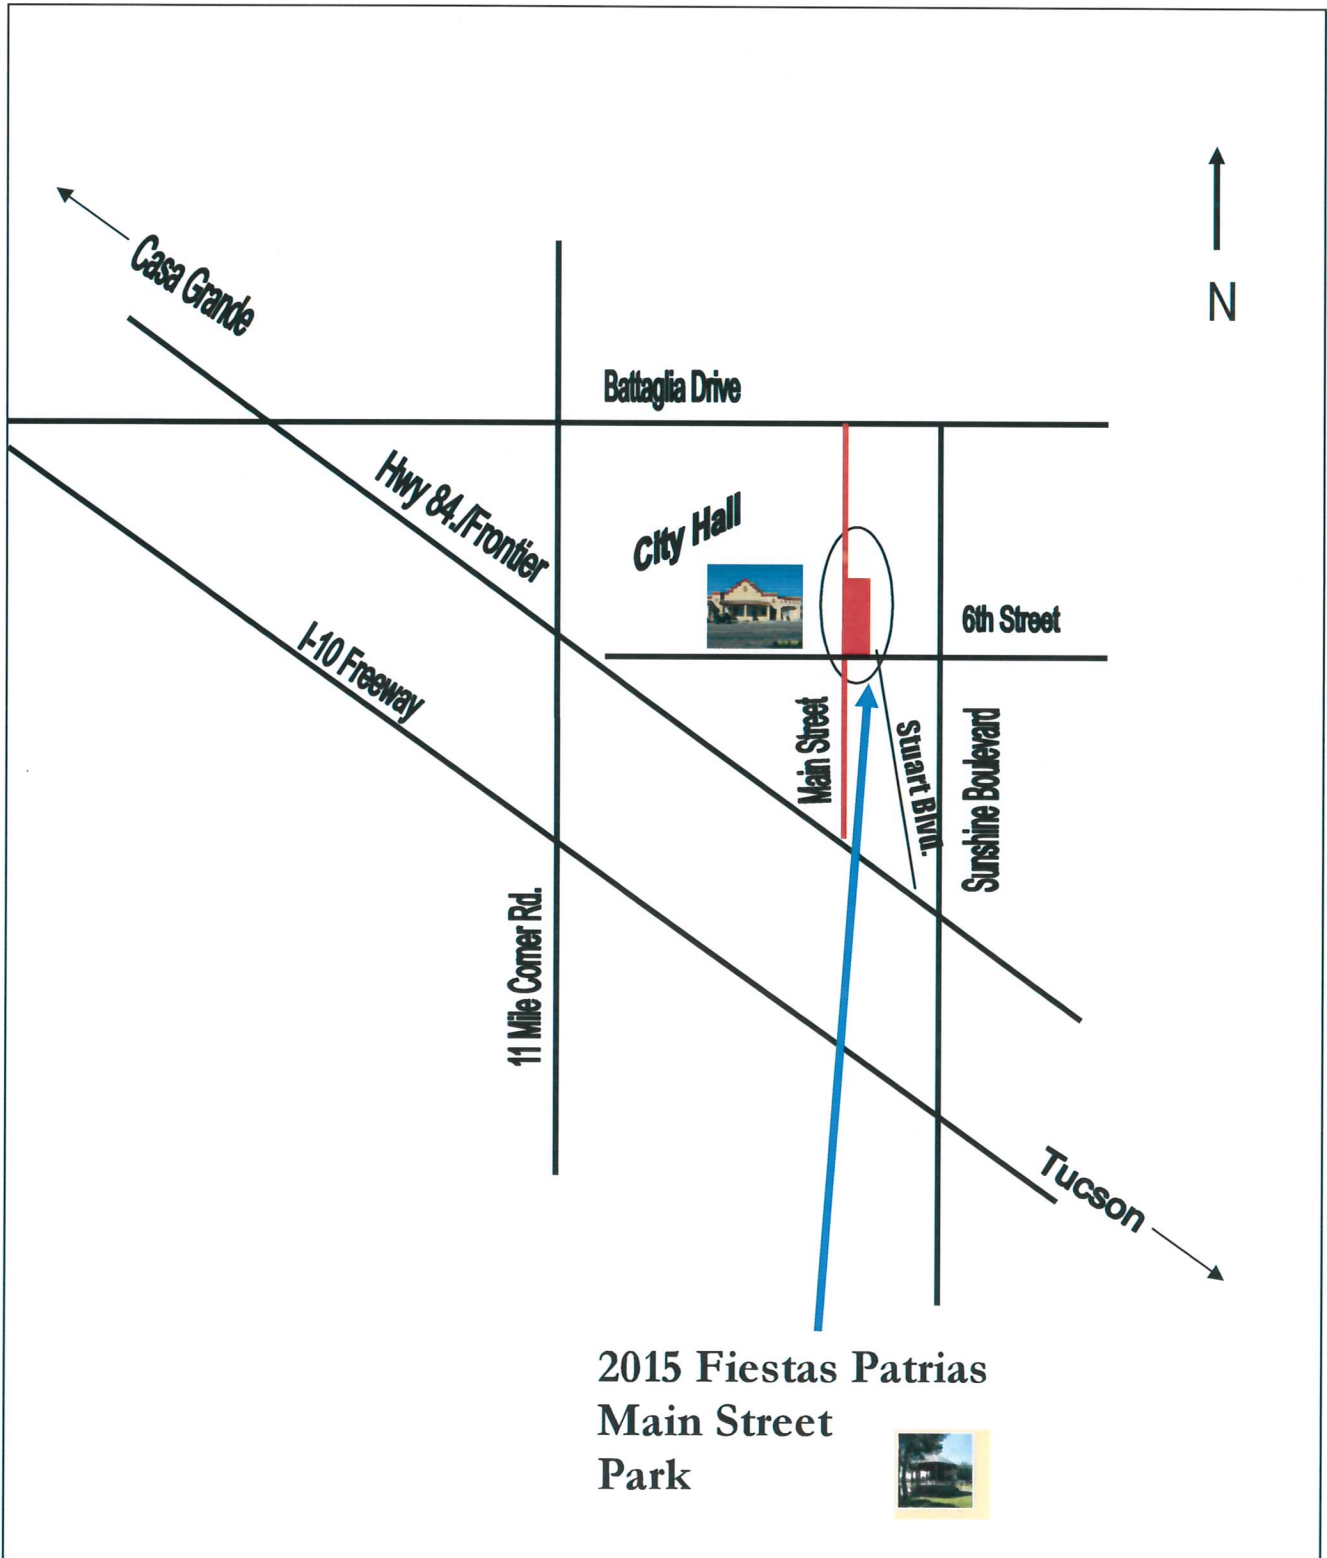 Casa Grande
N
Battaglia Drive
Hwy 84./Frontier
City Hall
6th Street
I-10 Freeway
Main Street
Stuart Blvd.
Sunshine Boulevard
11 Mile Corner Rd.
Tucson
2015 Fiestas Patrias
Main Street
Park